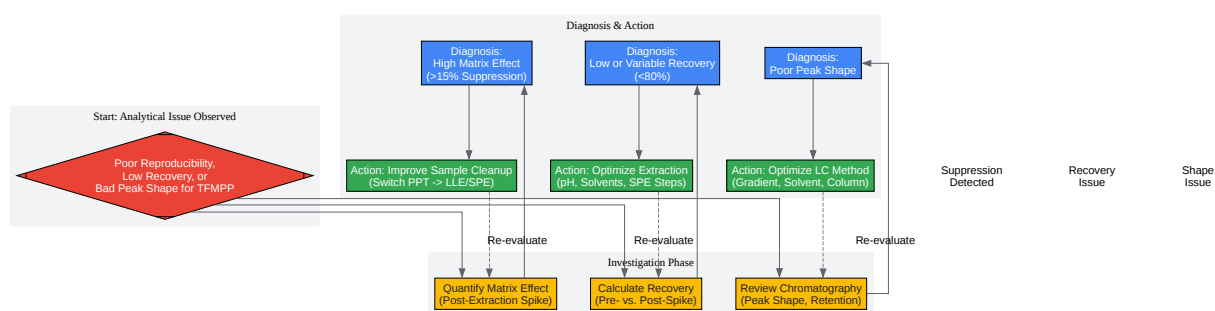 Diagnosis & Action
Diagnosis:
High Matrix Effect
(>15% Suppression)
Diagnosis:
Low or Variable Recovery
(<80%)
Diagnosis:
Poor Peak Shape
Start: Analytical Issue Observed
Poor Reproducibility,
Low Recovery, or
Bad Peak Shape for TFMPP
Action: Improve Sample Cleanup
(Switch PPT -> LLE/SPE)
Action: Optimize Extraction
(pH, Solvents, SPE Steps)
Action: Optimize LC Method
(Gradient, Solvent, Column)
Suppression
Detected
Recovery
Issue
Shape
Issue
Re-evaluate
Re-evaluate
Re-evaluate
Investigation Phase
Quantify Matrix Effect
(Post-Extraction Spike)
Calculate Recovery
(Pre- vs. Post-Spike)
Review Chromatography
(Peak Shape, Retention)